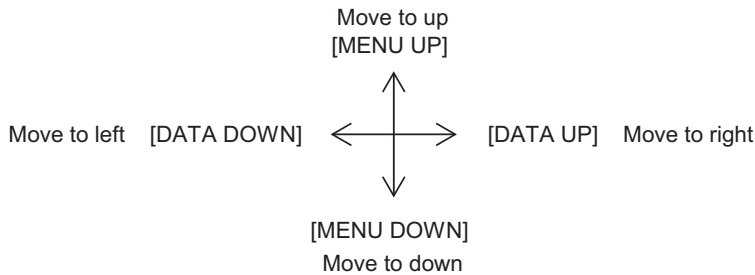 Move to up
[MENU UP]
Move to left [DATA DOWN] [DATA UP] Move to right
[MENU DOWN]
Move to down